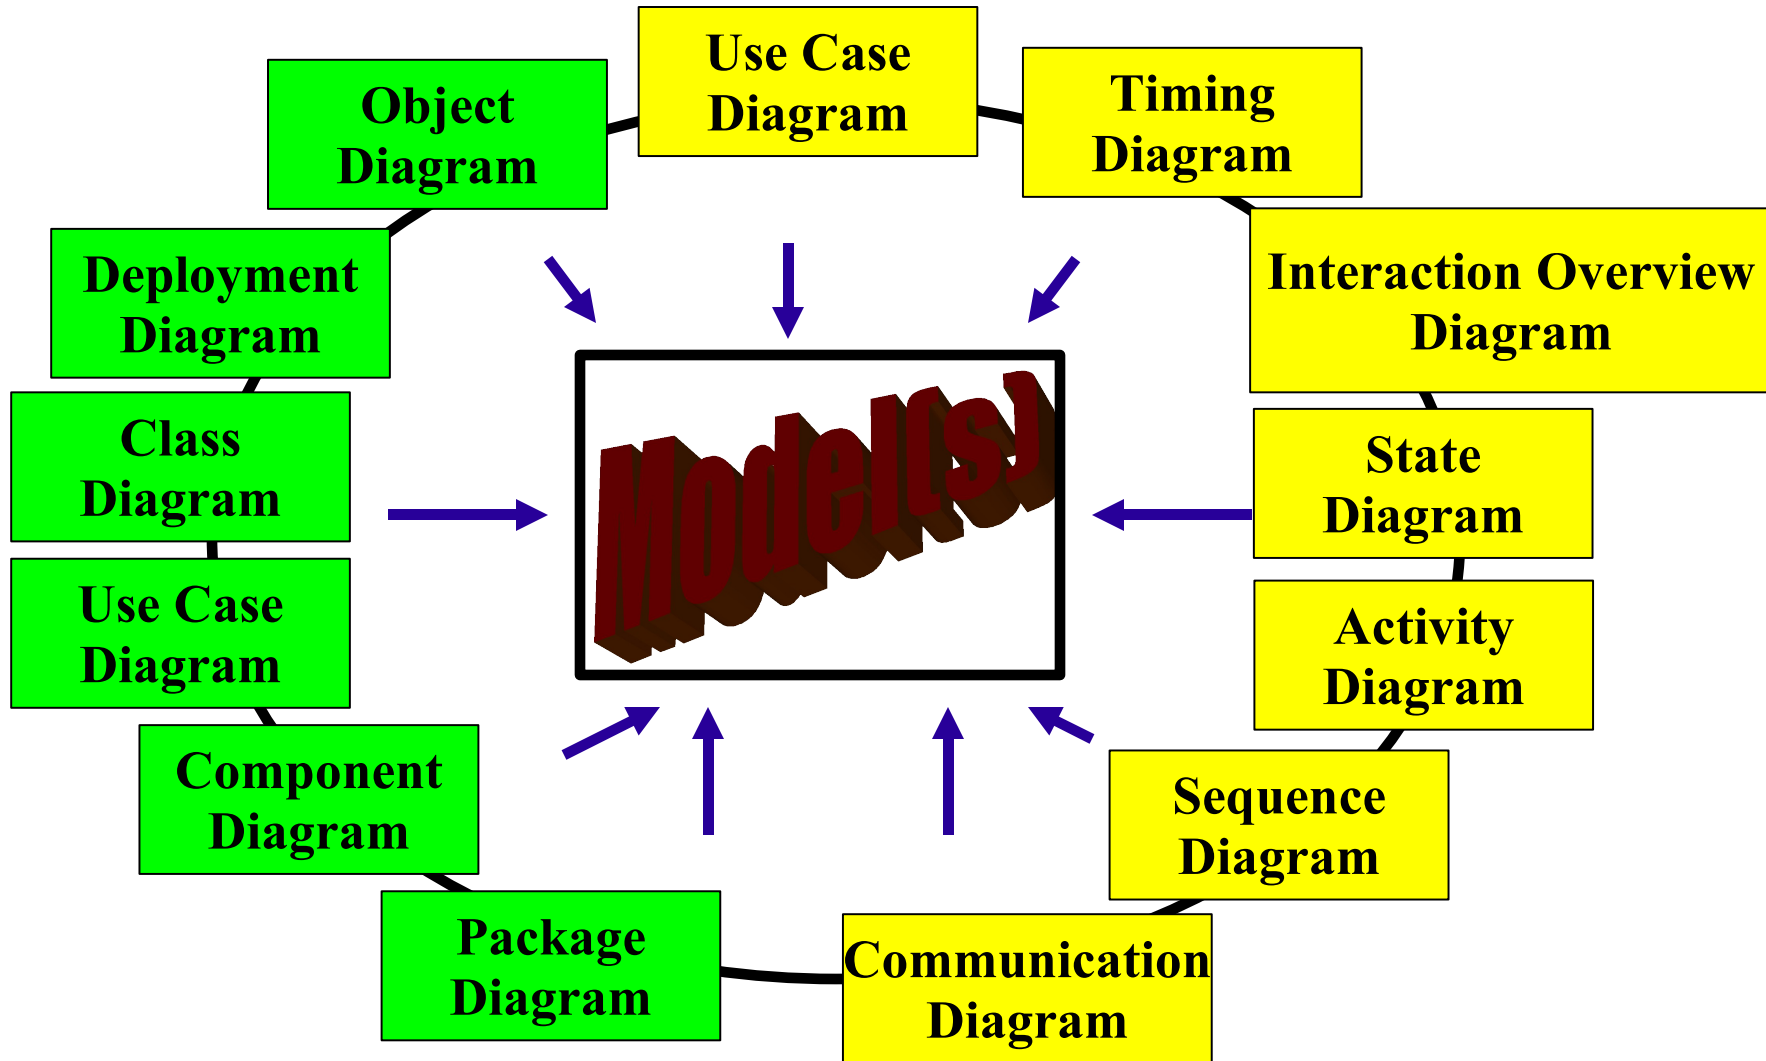 Use Case
Diagram
Object
Diagram
Timing
Diagram
Deployment
Diagram
Interaction Overview
Diagram
Class
Diagram
Model(s)
State
Diagram
Use Case
Diagram
Activity
Diagram
Component
Diagram
Sequence
Diagram
Package
Diagram
Communication
Diagram